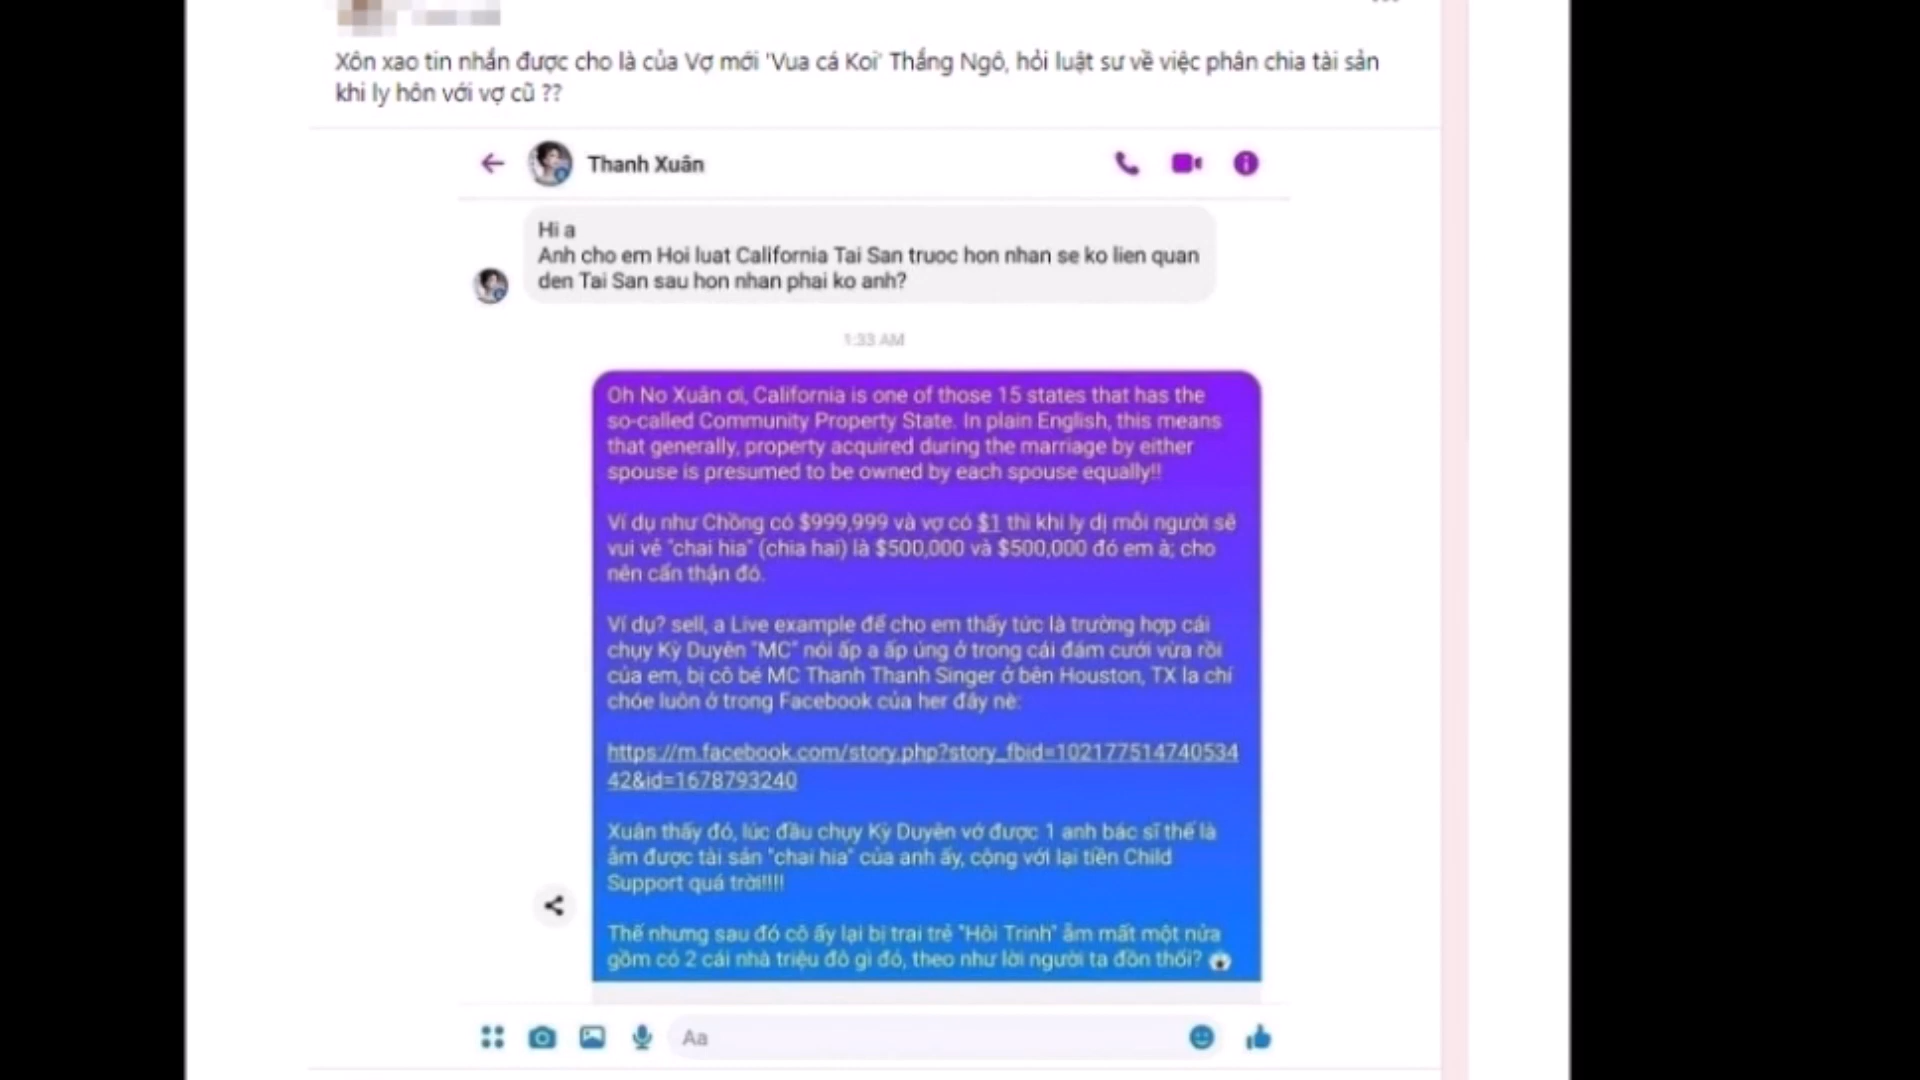 Xôn xao tin nhắn được cho là của Vợ mới 'Vua cá Koi' Thắng Ngô, hỏi luật sư về việc phân chia tài sản
khi ly hôn với vợ cũ ??
Thanh Xuân
Hi a
Anh cho em Hoi luat California Tai San truoc hon nhan se ko lien quan
den Tai San sau hon nhan phai ko anh?
1:33 AM
Oh No Xuân ơi, California is one of those 15 states that has the
so-called Community Property State. In plain English, this means
that generally, property acquired during the marriage by either
spouse is presumed to be owned by each spouse equally!!
Ví dụ như Chồng có $999,999 và vợ có $1 thì khi ly dị mỗi người sẽ
vui vẻ "chai hia" (chia hai) là $500,000 và $500,000 đó em à; cho
nên cẩn thận đó.
Ví dụ? sell, a Live example để cho em thấy tức là trường hợp cái
chụy Kỳ Duyên "MC" nói ấp a ấp úng ở trong cái đám cưới vừa rồi
của em, bị cô bé MC Thanh Thanh Singer ở bên Houston, TX la chí
chóe luôn ở trong Facebook của her đây nè:
https://m.facebook.com/story.php?story_fbid=102177514740534
42&id=1678793240
Xuân thấy đó, lúc đầu chụy Kỳ Duyên vớ được 1 anh bác sĩ thế là
ẵm được tài sản "chai hia" của anh ấy, cộng với lại tiền Child
Support quá trời!!!!
Thế nhưng sau đó cô ấy lại bị trai trẻ "Hôi Trinh" ẵm mất một nửa
gồm có 2 cái nhà triệu đô gì đó, theo như lời người ta đồn thổi?
Aa